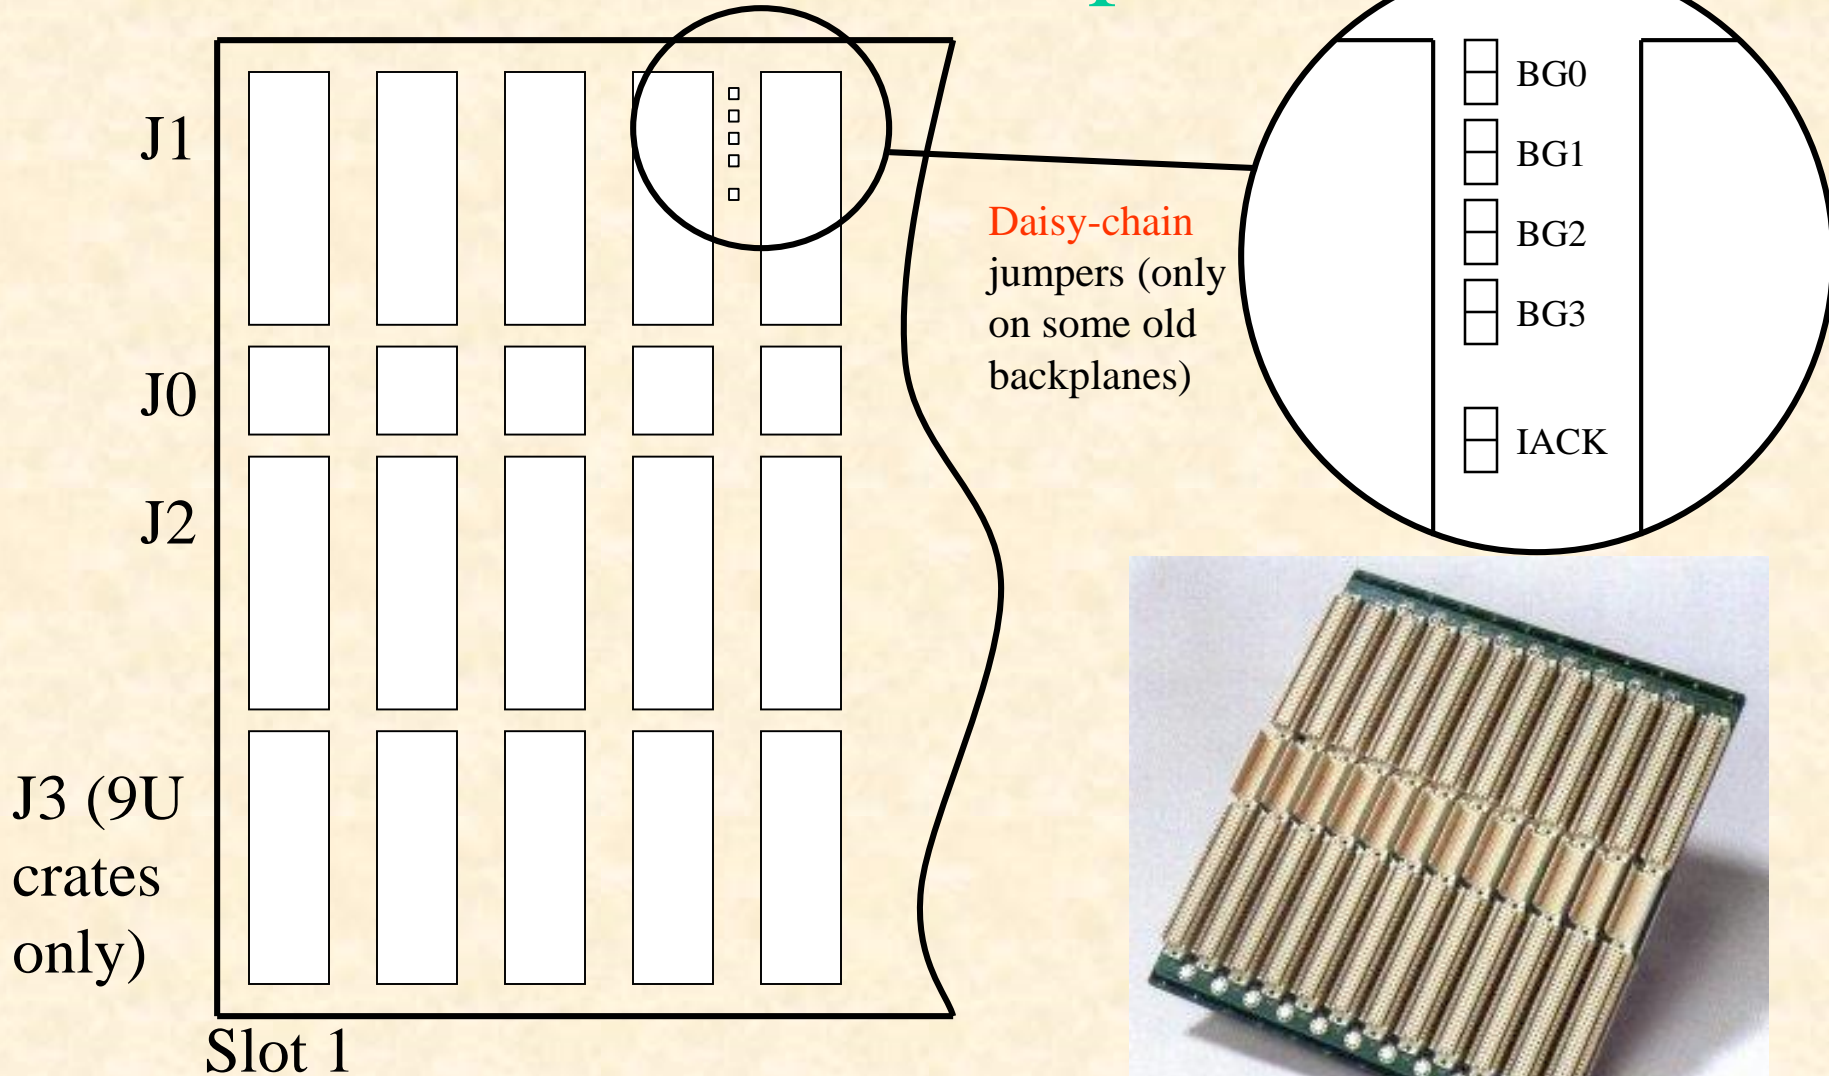 J1
J0
J2
J3 (9U
crates
only)
Slot 1
Daisy-chain
jumpers (only
on some old
backplanes)
BG0
BG1
BG2
BG3
IACK